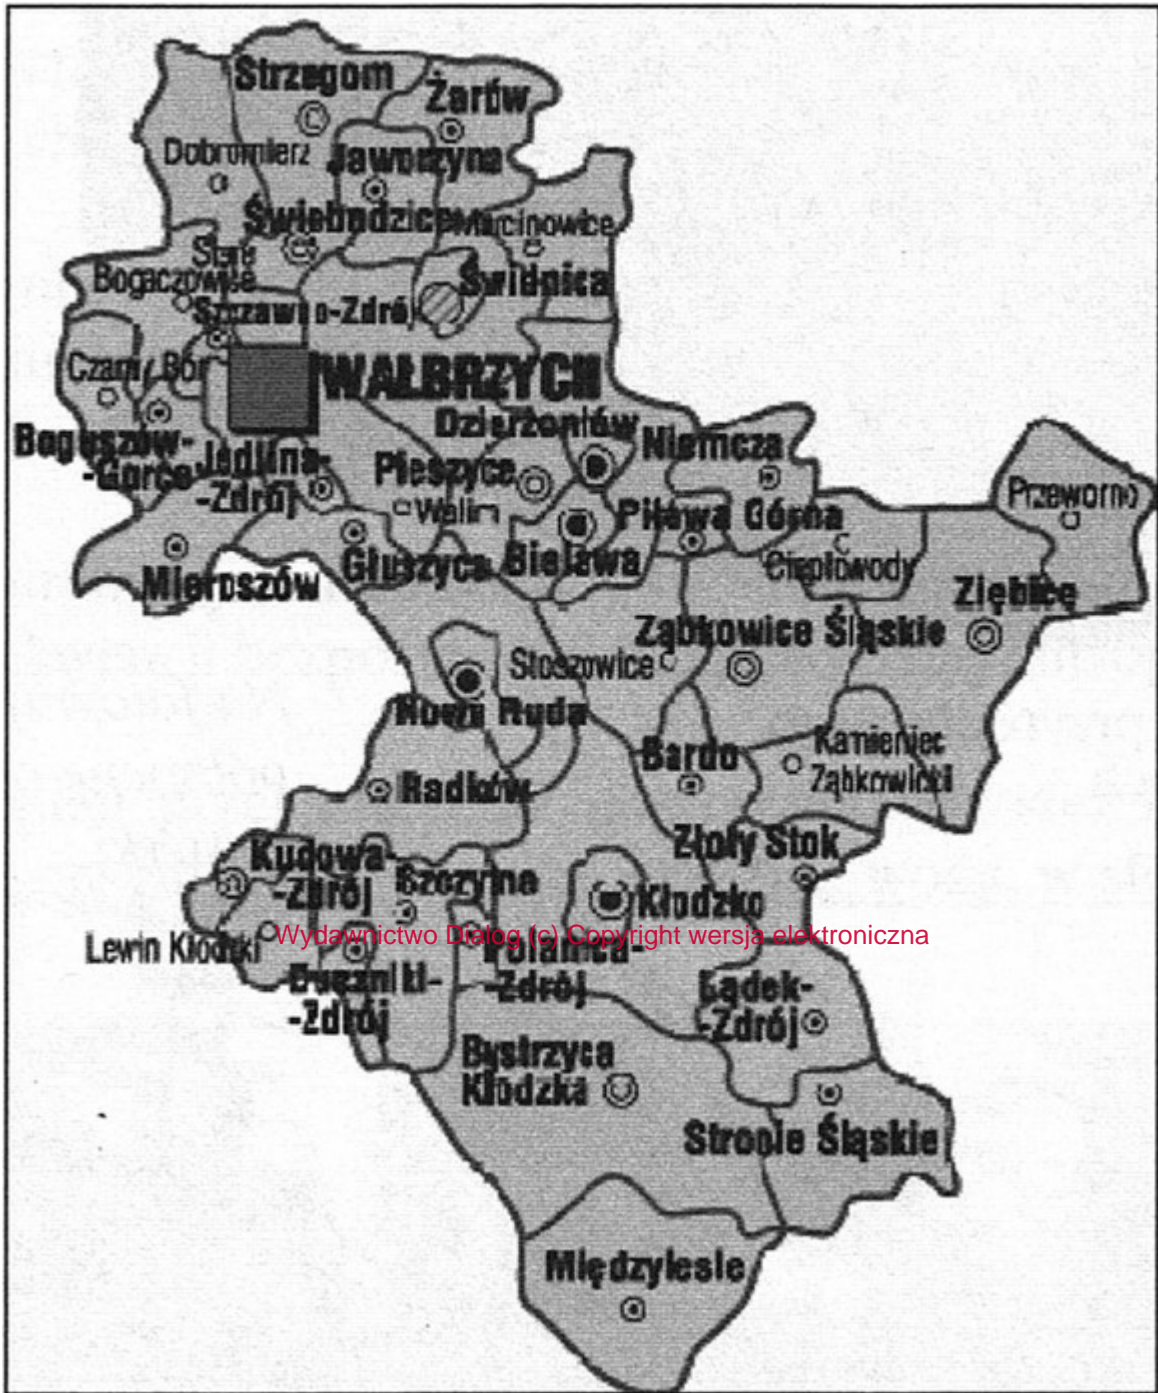 Strzegom
Żarów
Dobromierz
Jaworzyna
Świebodzice
Marcinowice
Stare
Bogaczowice
Świdnica
Szczawno-Zdrój
Czarny Bór
WAŁBRZYCH
Dzierżoniów
Boguszów-
-Gorce
Jedlina-
-Zdrój
Pieszyce
Niemcza
Walim
Przeworno
Piława Górna
Mieroszów
Głuszyca
Bielawa
Ciepłowody
Ziębice
Ząbkowice Śląskie
Stoszowice
Nowa Ruda
Bardo
Kamieniec
Ząbkowicki
Radków
Złoty Stok
Kudowa-
-Zdrój
Szczytna
Kłodzko
Wydawnictwo Dialog (c) Copyright wersja elektroniczna
Lewin Kłodzki
Polanica-
-Zdrój
Duszniki-
-Zdrój
Lądek-
-Zdrój
Bystrzyca
Kłodzka
Stronie Śląskie
Międzylesie